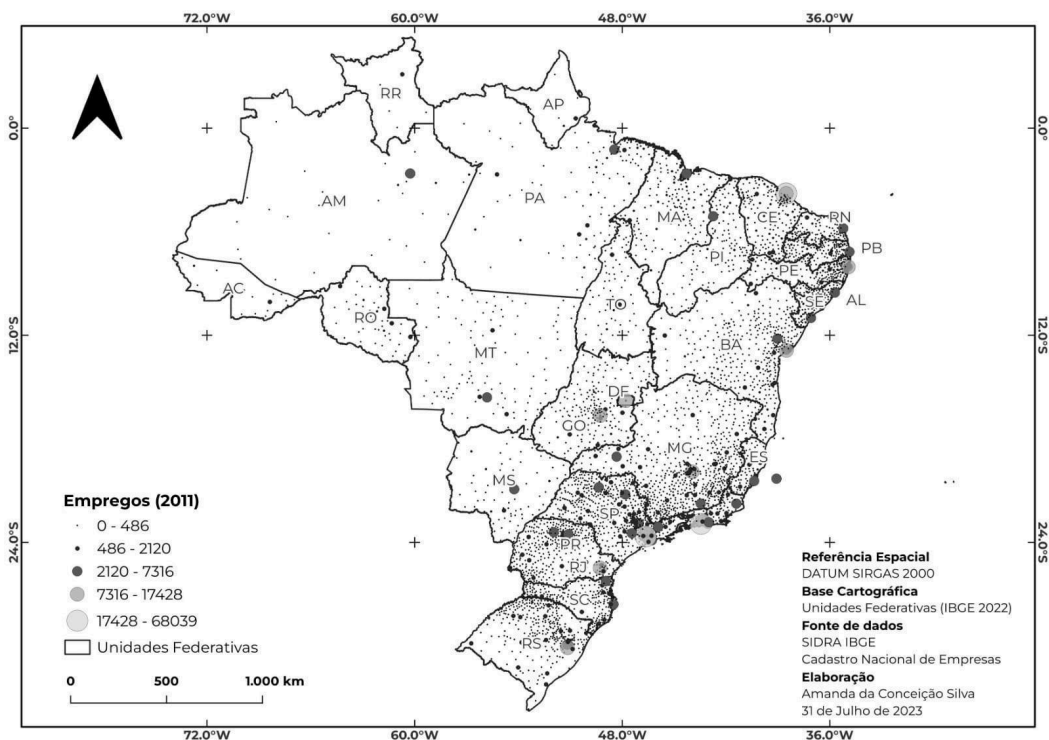 72.0°W 60.0°W 48.0°W 36.0°W
0.0° 0.0°
12.0°S 12.0°S
24.0°S 24.0°S
RR
AP
AM
PA
MA
CE
RN
PB
PI
PE
AC
TO
SE
AL
RO
BA
MT
DF
GO
MG
ES
MS
SP
PR
RJ
SC
RS
Empregos (2011)
0 - 486
486 - 2120
2120 - 7316
7316 - 17428
17428 - 68039
Unidades Federativas
0 500 1.000 km
Referência Espacial
DATUM SIRGAS 2000
Base Cartográfica
Unidades Federativas (IBGE 2022)
Fonte de dados
SIDRA IBGE
Cadastro Nacional de Empresas
Elaboração
Amanda da Conceição Silva
31 de Julho de 2023
72.0°W 60.0°W 48.0°W 36.0°W